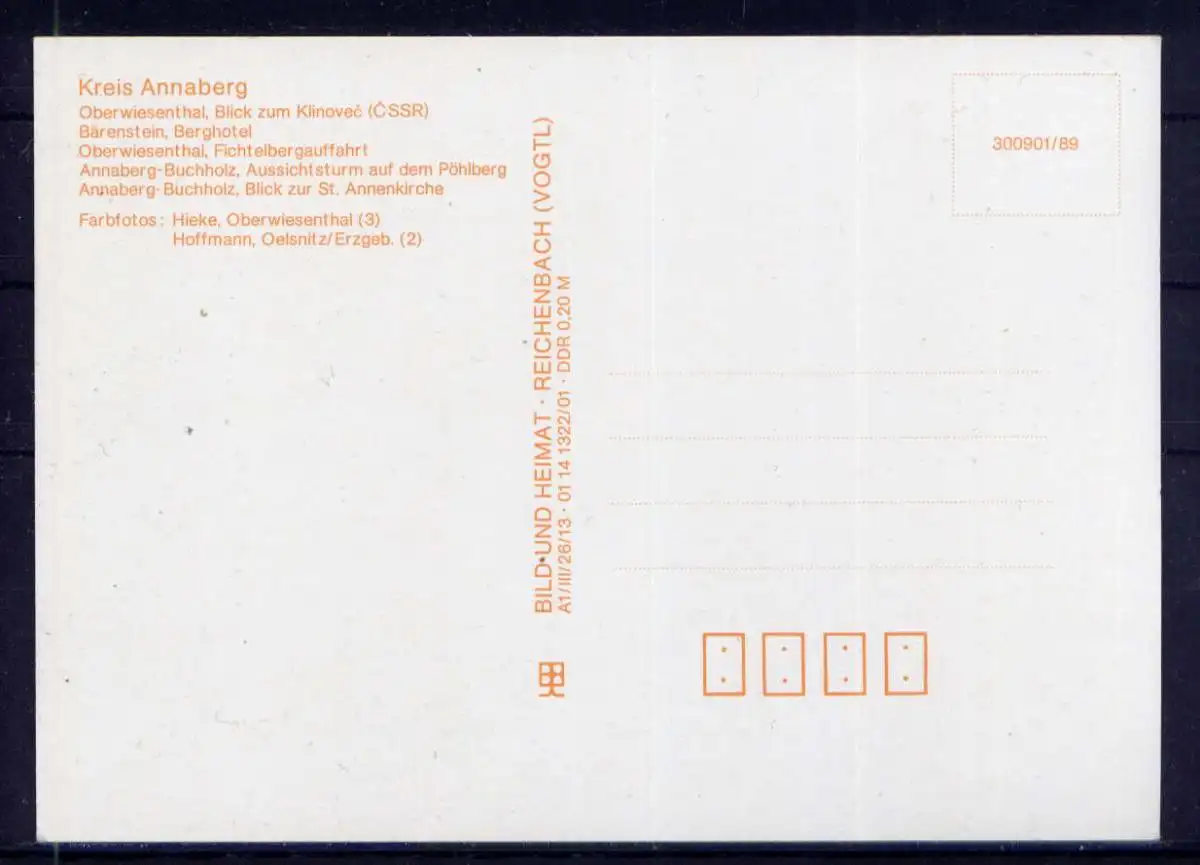 Kreis Annaberg
Oberwiesenthal, Blick zum Klinoveć (ČSSR)
Bärenstein, Berghotel
Oberwiesenthal, Fichtelbergauffahrt
Annaberg-Buchholz, Aussichtsturm auf dem Pöhlberg
Annaberg-Buchholz, Blick zur St. Annenkirche
Farbfotos: Hieke, Oberwiesenthal (3)
Hoffmann, Oelsnitz/Erzgeb. (2)
BILD UND HEIMAT · REICHENBACH (VOGTL)
A1/III/26/13 · 01 14 1322/01 · DDR 0,20 M
300901/89